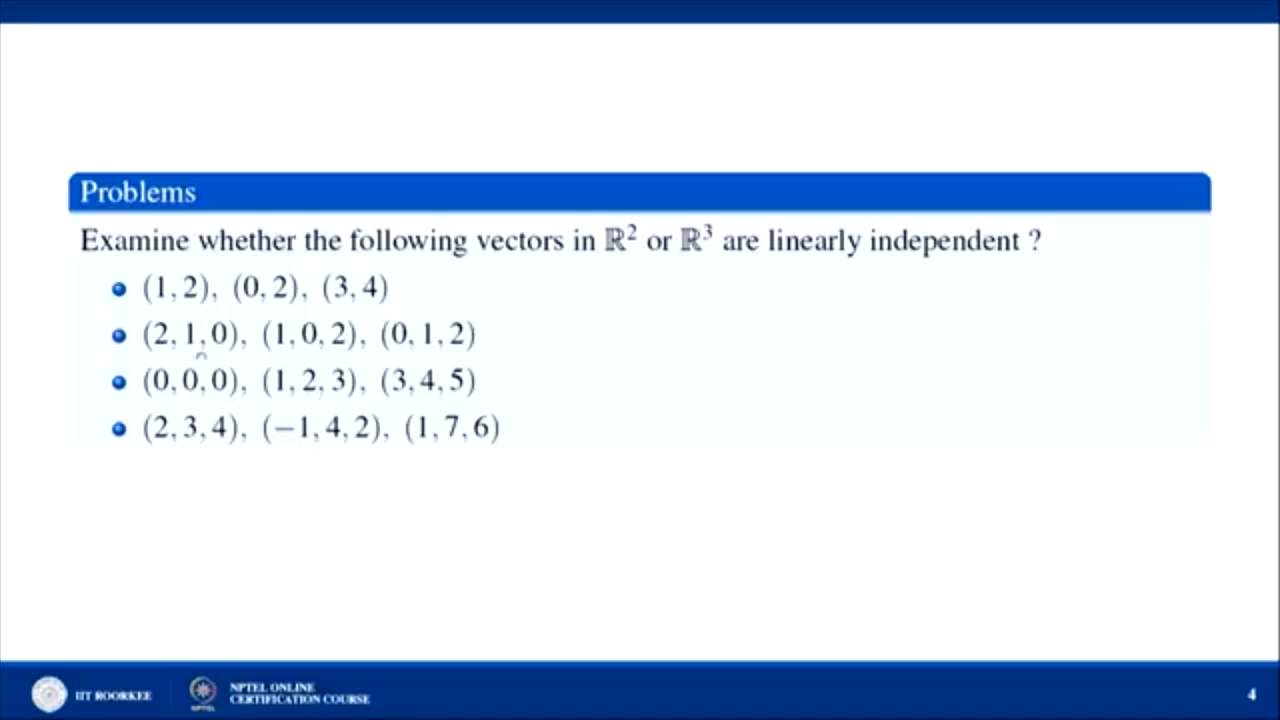 Problems
Examine whether the following vectors in ℝ² or ℝ³ are linearly independent ?
(1, 2), (0, 2), (3, 4)
(2, 1, 0), (1, 0, 2), (0, 1, 2)
(0, 0, 0), (1, 2, 3), (3, 4, 5)
(2, 3, 4), (−1, 4, 2), (1, 7, 6)
IIT ROORKEE
NPTEL
NPTEL ONLINE
CERTIFICATION COURSE
4